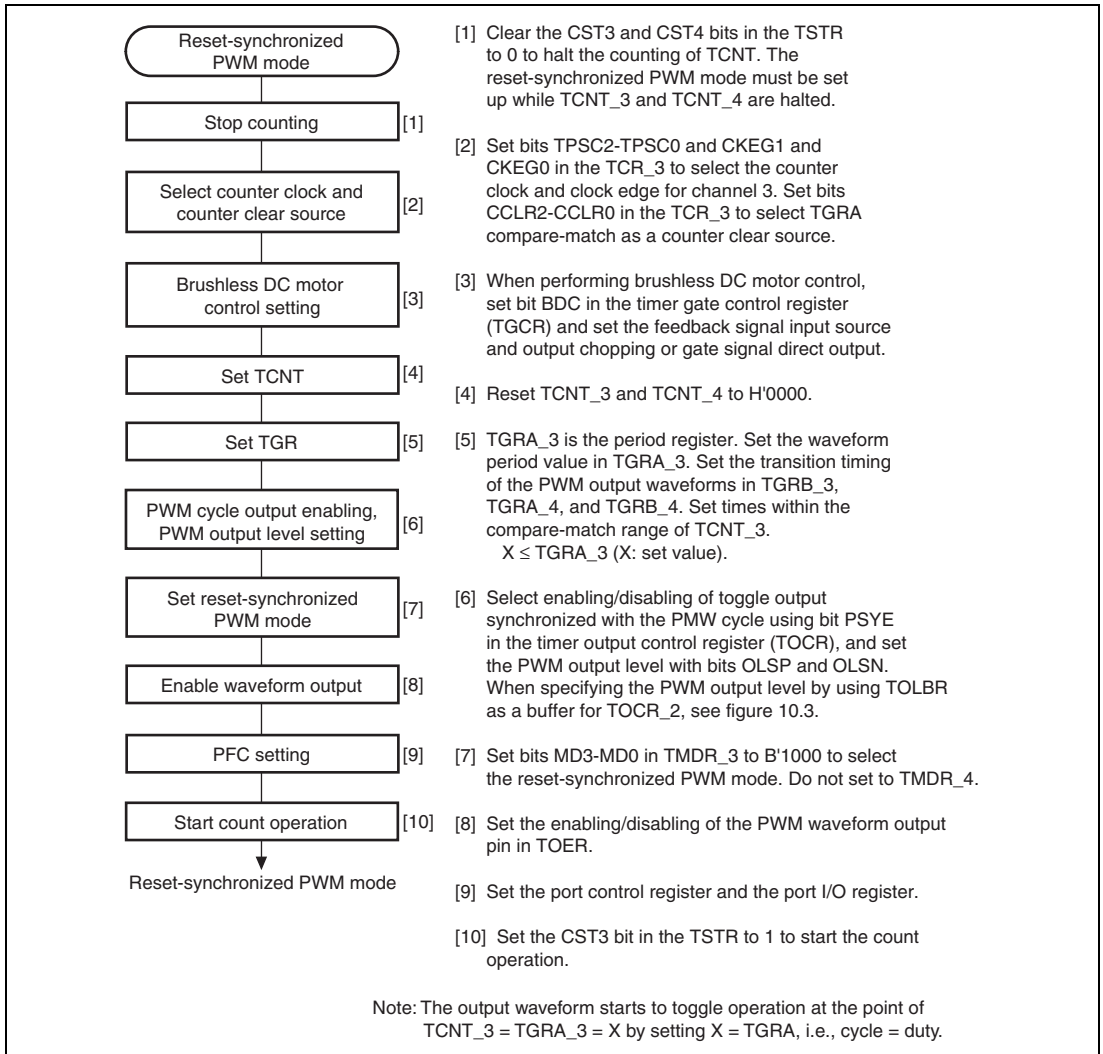 Reset-synchronized
PWM mode
Stop counting
[1]
Select counter clock and
counter clear source
[2]
Brushless DC motor
control setting
[3]
Set TCNT
[4]
Set TGR
[5]
PWM cycle output enabling,
PWM output level setting
[6]
Set reset-synchronized
PWM mode
[7]
Enable waveform output
[8]
PFC setting
[9]
Start count operation
[10]
Reset-synchronized PWM mode
[1] Clear the CST3 and CST4 bits in the TSTR
to 0 to halt the counting of TCNT. The
reset-synchronized PWM mode must be set
up while TCNT_3 and TCNT_4 are halted.
[2] Set bits TPSC2-TPSC0 and CKEG1 and
CKEG0 in the TCR_3 to select the counter
clock and clock edge for channel 3. Set bits
CCLR2-CCLR0 in the TCR_3 to select TGRA
compare-match as a counter clear source.
[3] When performing brushless DC motor control,
set bit BDC in the timer gate control register
(TGCR) and set the feedback signal input source
and output chopping or gate signal direct output.
[4] Reset TCNT_3 and TCNT_4 to H'0000.
[5] TGRA_3 is the period register. Set the waveform
period value in TGRA_3. Set the transition timing
of the PWM output waveforms in TGRB_3,
TGRA_4, and TGRB_4. Set times within the
compare-match range of TCNT_3.
X ≤ TGRA_3 (X: set value).
[6] Select enabling/disabling of toggle output
synchronized with the PMW cycle using bit PSYE
in the timer output control register (TOCR), and set
the PWM output level with bits OLSP and OLSN.
When specifying the PWM output level by using TOLBR
as a buffer for TOCR_2, see figure 10.3.
[7] Set bits MD3-MD0 in TMDR_3 to B'1000 to select
the reset-synchronized PWM mode. Do not set to TMDR_4.
[8] Set the enabling/disabling of the PWM waveform output
pin in TOER.
[9] Set the port control register and the port I/O register.
[10] Set the CST3 bit in the TSTR to 1 to start the count
operation.
Note: The output waveform starts to toggle operation at the point of
TCNT_3 = TGRA_3 = X by setting X = TGRA, i.e., cycle = duty.